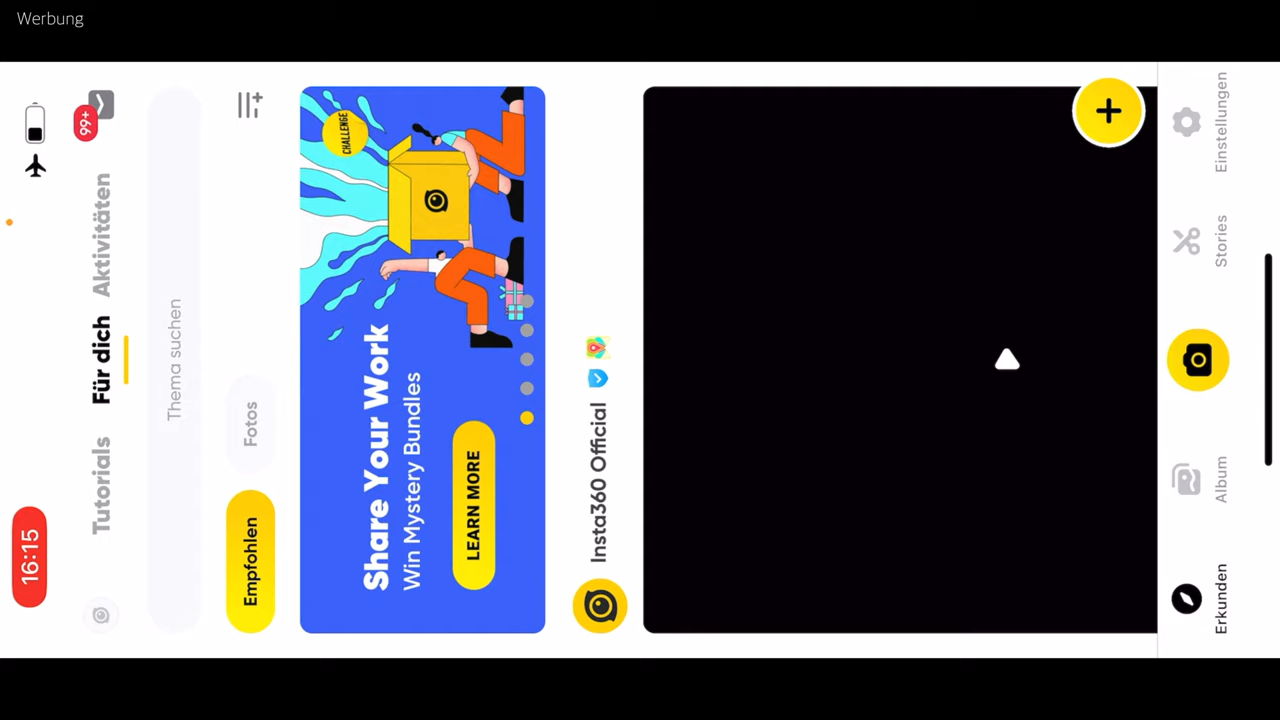 Werbung
16:15
99+
Tutorials Für dich Aktivitäten
Thema suchen
Empfohlen Fotos
CHALLENGE
Share Your Work
Win Mystery Bundles
LEARN MORE
Insta360 Official
Erkunden Album Stories Einstellungen